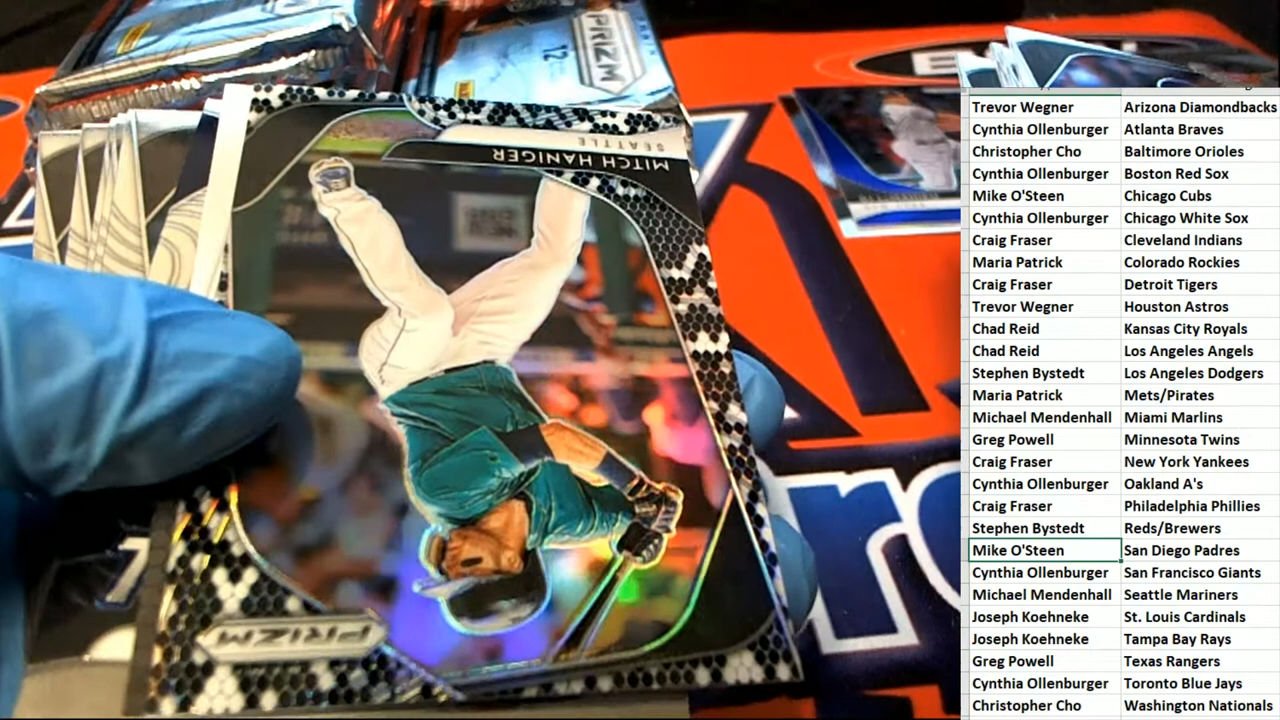 PRIZM
12
MITCH HANIGER
SEATTLE
PRIZM
Trevor Wegner Arizona Diamondbacks
Cynthia Ollenburger Atlanta Braves
Christopher Cho Baltimore Orioles
Cynthia Ollenburger Boston Red Sox
Mike O'Steen Chicago Cubs
Cynthia Ollenburger Chicago White Sox
Craig Fraser Cleveland Indians
Maria Patrick Colorado Rockies
Craig Fraser Detroit Tigers
Trevor Wegner Houston Astros
Chad Reid Kansas City Royals
Chad Reid Los Angeles Angels
Stephen Bystedt Los Angeles Dodgers
Maria Patrick Mets/Pirates
Michael Mendenhall Miami Marlins
Greg Powell Minnesota Twins
Craig Fraser New York Yankees
Cynthia Ollenburger Oakland A's
Craig Fraser Philadelphia Phillies
Stephen Bystedt Reds/Brewers
Mike O'Steen San Diego Padres
Cynthia Ollenburger San Francisco Giants
Michael Mendenhall Seattle Mariners
Joseph Koehneke St. Louis Cardinals
Joseph Koehneke Tampa Bay Rays
Greg Powell Texas Rangers
Cynthia Ollenburger Toronto Blue Jays
Christopher Cho Washington Nationals